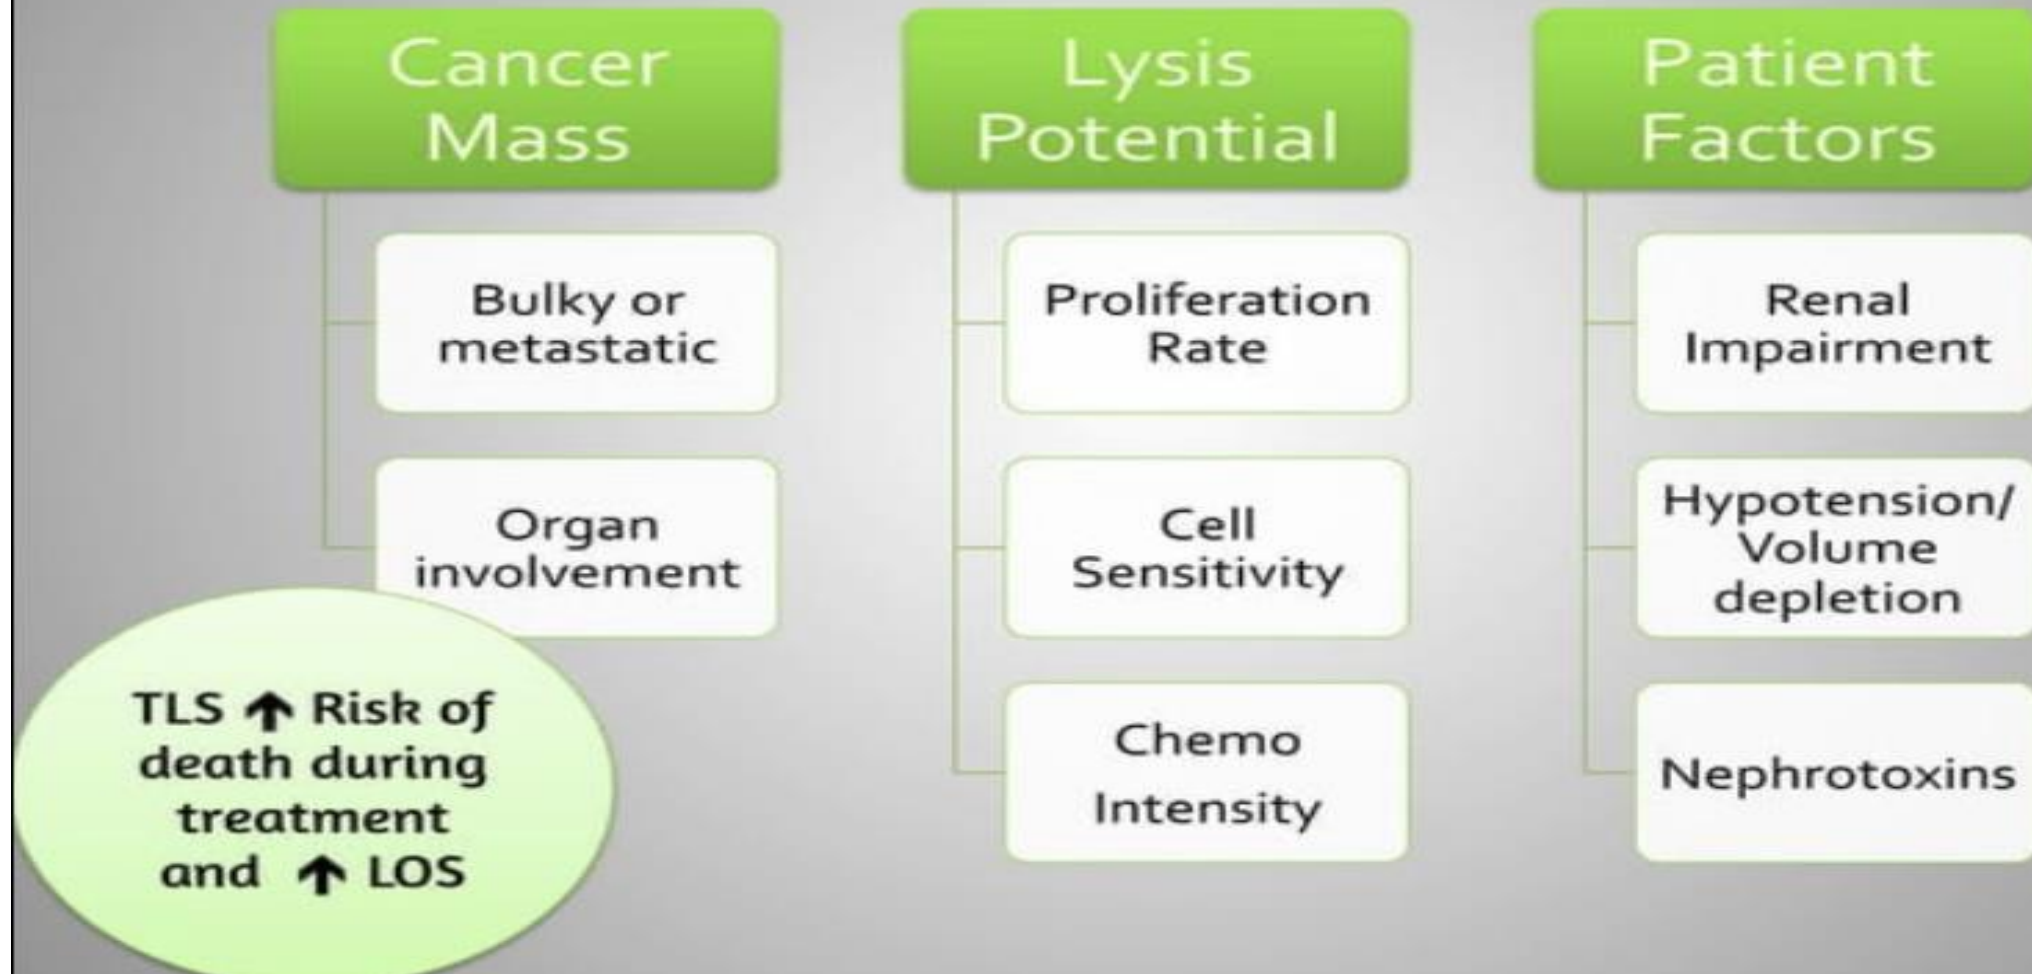 Cancer
Mass
Bulky or
metastatic
Organ
involvement
Lysis
Potential
Proliferation
Rate
Cell
Sensitivity
Chemo
Intensity
Patient
Factors
Renal
Impairment
Hypotension/
Volume
depletion
Nephrotoxins
TLS ↑ Risk of
death during
treatment
and ↑ LOS